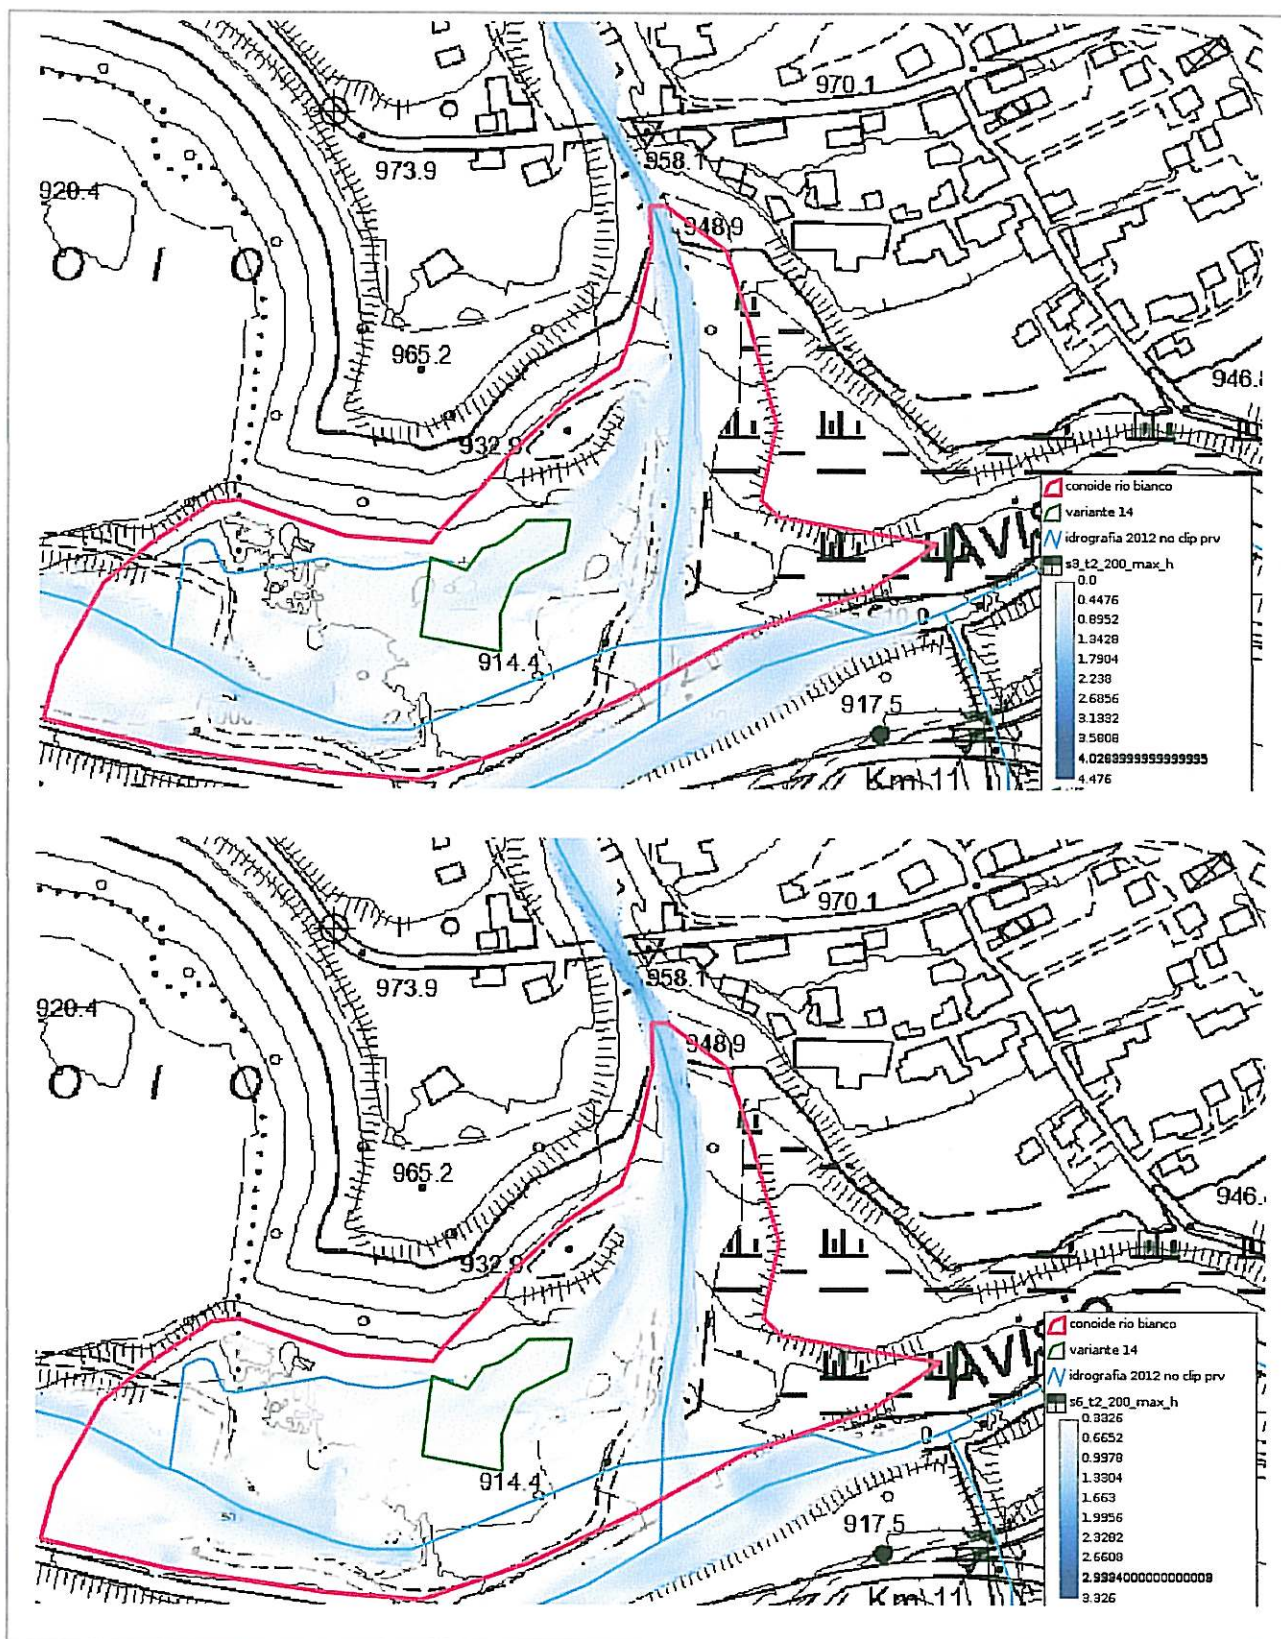 970.1
973.9
958.1
920.4
948.9
O I O
965.2
946.
932.9
conoide rio bianco
AVIS
variante 14
idrografia 2012 no clip prv
s3_t2_200_max_h
0.0
0.4476
0.8952
1.3428
1.7904
2.238
2.6856
3.1332
3.5808
4.0283999999999995
4.476
914.4
917.5
Km 11
970.1
973.9
958.1
920.4
948.9
O I O
965.2
946.
932.9
conoide rio bianco
AVIS
variante 14
idrografia 2012 no clip prv
s6_t2_200_max_h
0.3326
0.6652
0.9978
1.3304
1.663
1.9956
2.3282
2.6608
2.9934000000000003
3.326
914.4
917.5
Km 11